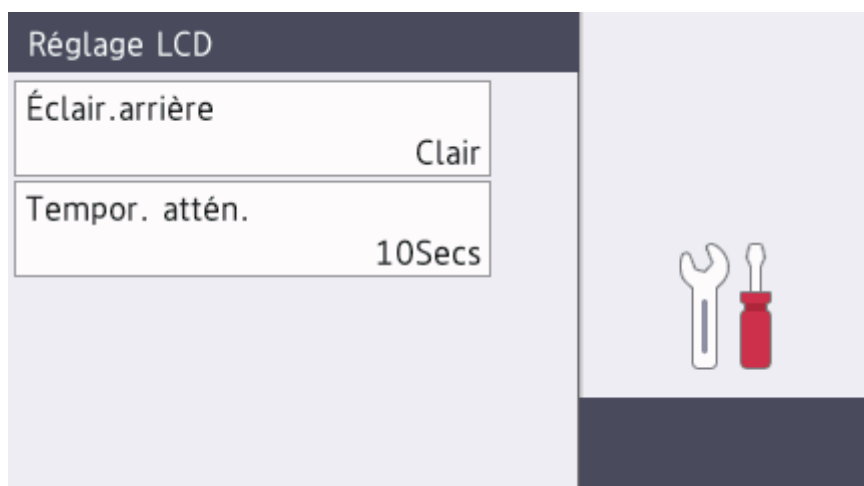 Réglage LCD
Éclair.arrière
Clair
Tempor. attén.
10Secs